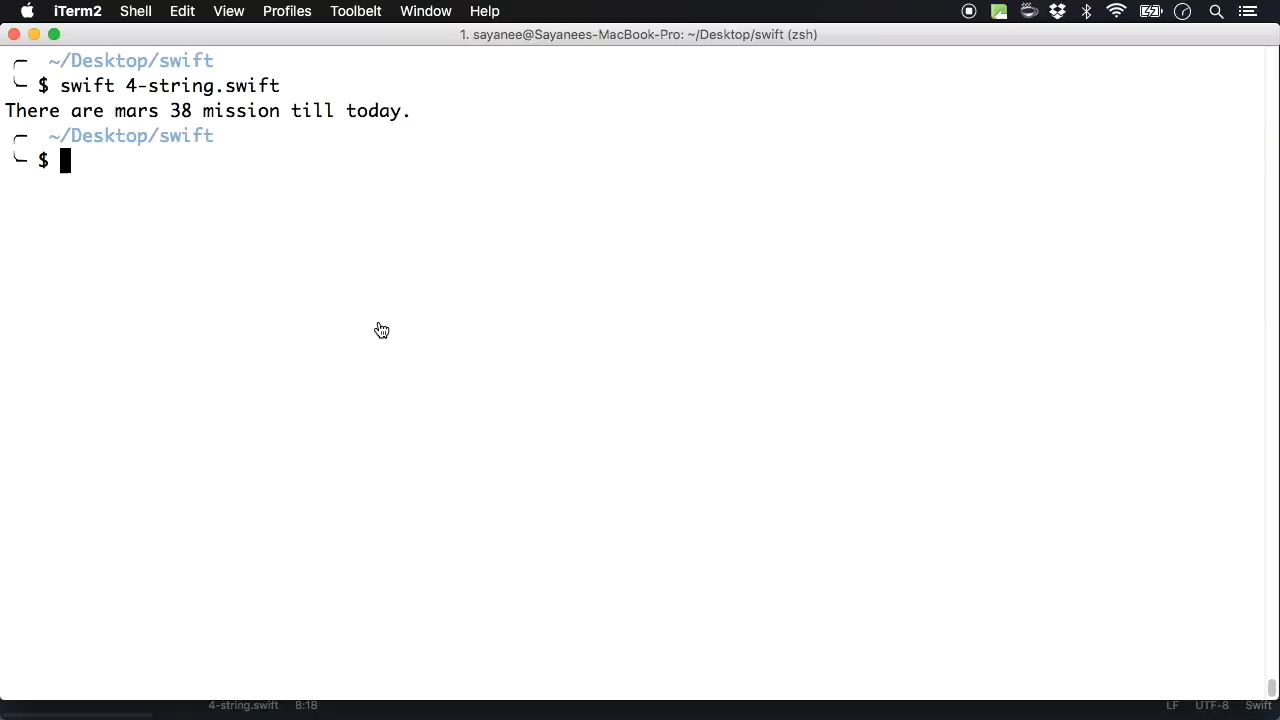 iTerm2 Shell Edit View Profiles Toolbelt Window Help
1. sayanee@Sayanees-MacBook-Pro: ~/Desktop/swift (zsh)
~/Desktop/swift
$ swift 4-string.swift
There are mars 38 mission till today.
~/Desktop/swift
$
4-string.swift 8:18 LF UTF-8 Swift